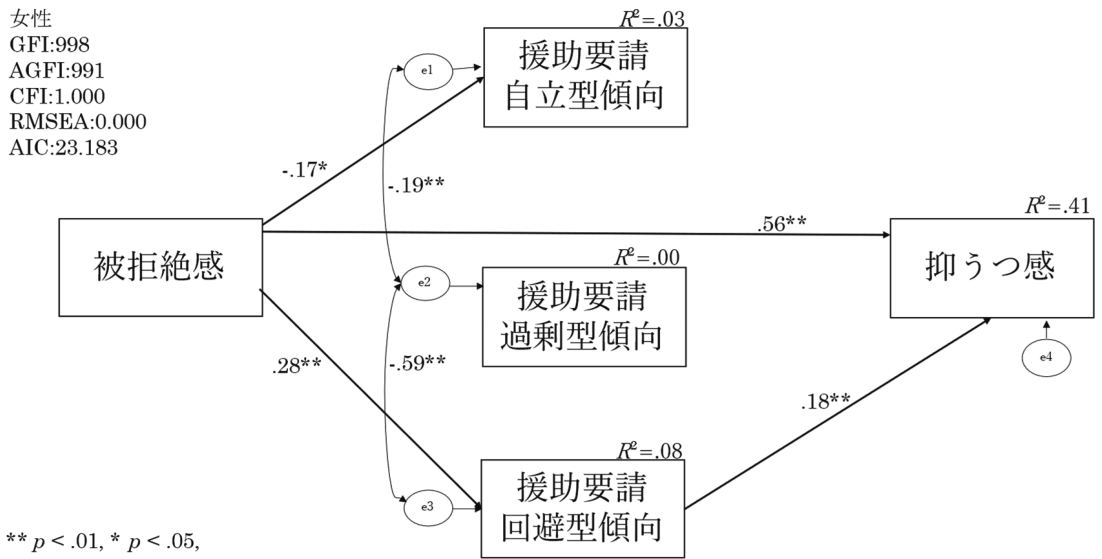 女性
GFI:998
AGFI:991
CFI:1.000
RMSEA:0.000
AIC:23.183
R²=.03
援助要請
自立型傾向
e1
-.17*
-.19**
被拒絶感
.56**
R²=.41
抑うつ感
e4
R²=.00
援助要請
過剰型傾向
e2
.28**
-.59**
.18**
R²=.08
援助要請
回避型傾向
e3
** p < .01, * p < .05,